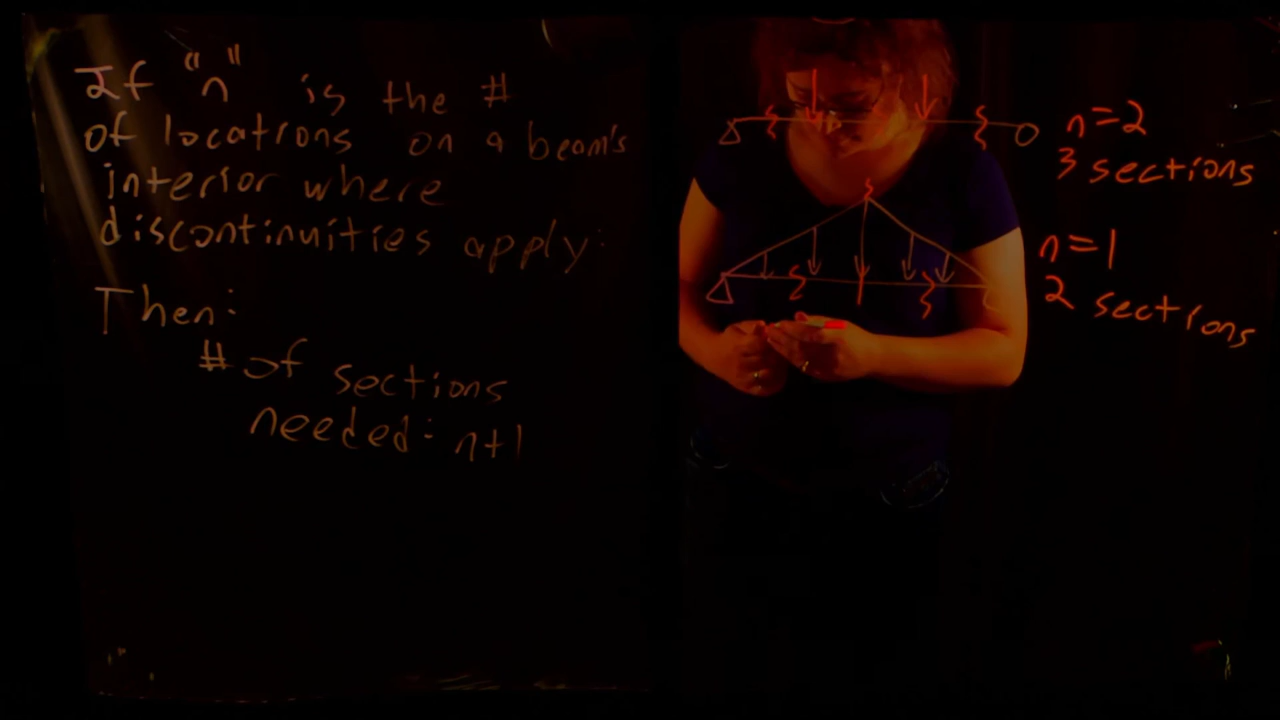 If "n" is the #
of locations on a beam's
interior where
discontinuities apply:
Then:
# of sections
needed: n+1
n=2
3 sections
n=1
2 sections